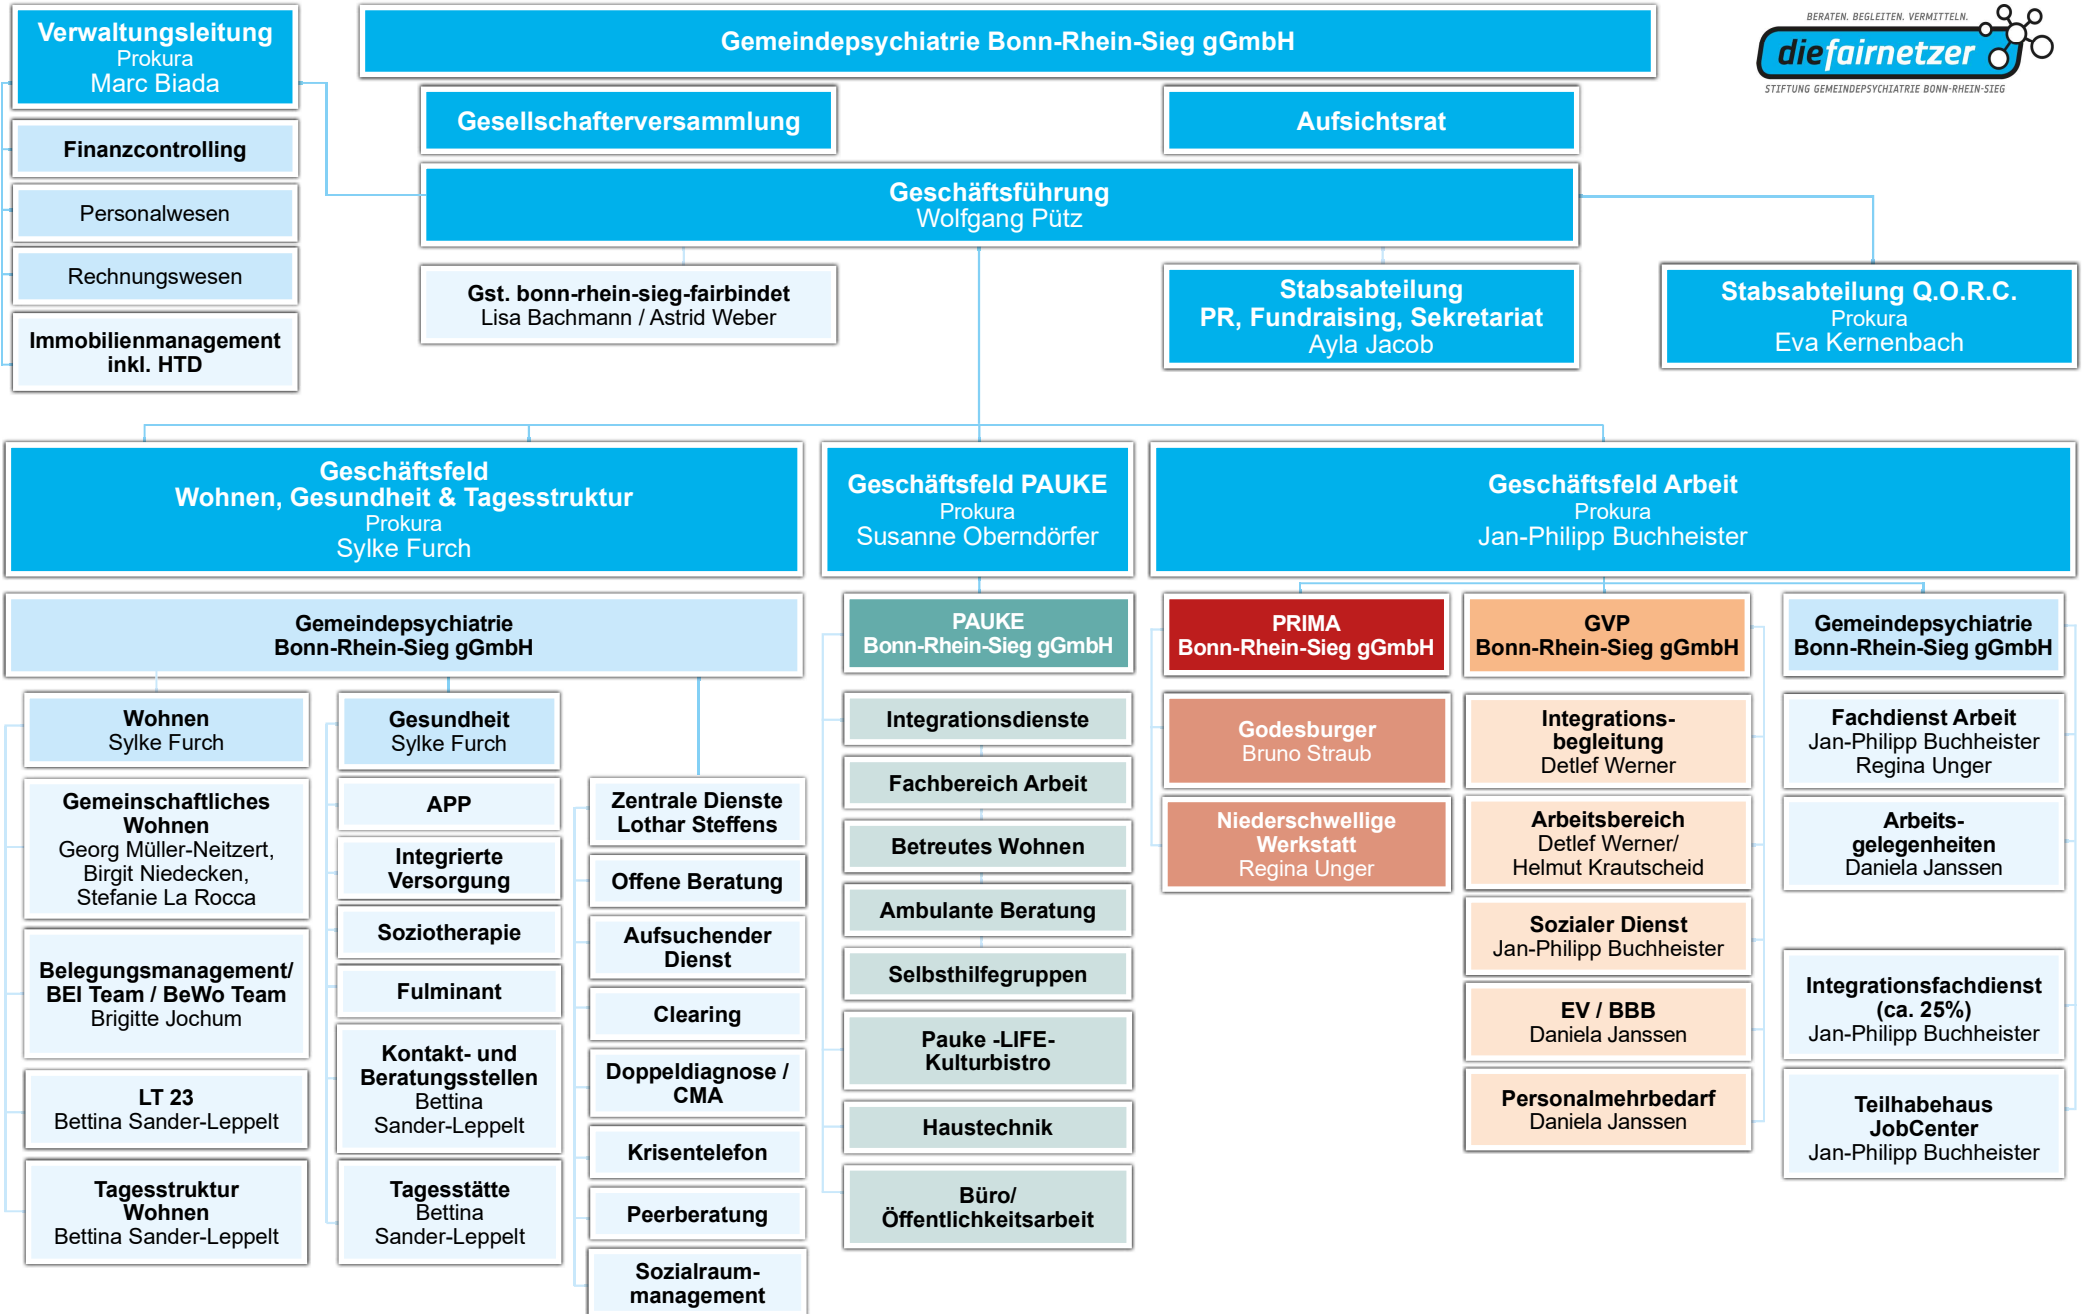 Verwaltungsleitung
Prokura
Marc Biada
Finanzcontrolling
Personalwesen
Rechnungswesen
Immobilienmanagement
inkl. HTD
Gemeindepsychiatrie Bonn-Rhein-Sieg gGmbH
BERATEN. BEGLEITEN. VERMITTELN.
diefairnetzer
STIFTUNG GEMEINDEPSYCHIATRIE BONN-RHEIN-SIEG
Gesellschafterversammlung
Aufsichtsrat
Geschäftsführung
Wolfgang Pütz
Gst. bonn-rhein-sieg-fairbindet
Lisa Bachmann / Astrid Weber
Stabsabteilung
PR, Fundraising, Sekretariat
Ayla Jacob
Stabsabteilung Q.O.R.C.
Prokura
Eva Kernenbach
Geschäftsfeld
Wohnen, Gesundheit & Tagesstruktur
Prokura
Sylke Furch
Gemeindepsychiatrie
Bonn-Rhein-Sieg gGmbH
Wohnen
Sylke Furch
Gemeinschaftliches
Wohnen
Georg Müller-Neitzert,
Birgit Niedecken,
Stefanie La Rocca
Belegungsmanagement/
BEI Team / BeWo Team
Brigitte Jochum
LT 23
Bettina Sander-Leppelt
Tagesstruktur
Wohnen
Bettina Sander-Leppelt
Gesundheit
Sylke Furch
APP
Integrierte
Versorgung
Soziotherapie
Fulminant
Kontakt- und
Beratungsstellen
Bettina
Sander-Leppelt
Tagesstätte
Bettina
Sander-Leppelt
Zentrale Dienste
Lothar Steffens
Offene Beratung
Aufsuchender
Dienst
Clearing
Doppeldiagnose /
CMA
Krisentelefon
Peerberatung
Sozialraum-
management
Geschäftsfeld PAUKE
Prokura
Susanne Oberndörfer
PAUKE
Bonn-Rhein-Sieg gGmbH
Integrationsdienste
Fachbereich Arbeit
Betreutes Wohnen
Ambulante Beratung
Selbsthilfegruppen
Pauke -LIFE-
Kulturbistro
Haustechnik
Büro/
Öffentlichkeitsarbeit
Geschäftsfeld Arbeit
Prokura
Jan-Philipp Buchheister
PRIMA
Bonn-Rhein-Sieg gGmbH
Godesburger
Bruno Straub
Niederschwellige
Werkstatt
Regina Unger
GVP
Bonn-Rhein-Sieg gGmbH
Integrations-
begleitung
Detlef Werner
Arbeitsbereich
Detlef Werner/
Helmut Krautscheid
Sozialer Dienst
Jan-Philipp Buchheister
EV / BBB
Daniela Janssen
Personalmehrbedarf
Daniela Janssen
Gemeindepsychiatrie
Bonn-Rhein-Sieg gGmbH
Fachdienst Arbeit
Jan-Philipp Buchheister
Regina Unger
Arbeits-
gelegenheiten
Daniela Janssen
Integrationsfachdienst
(ca. 25%)
Jan-Philipp Buchheister
Teilhabehaus
JobCenter
Jan-Philipp Buchheister